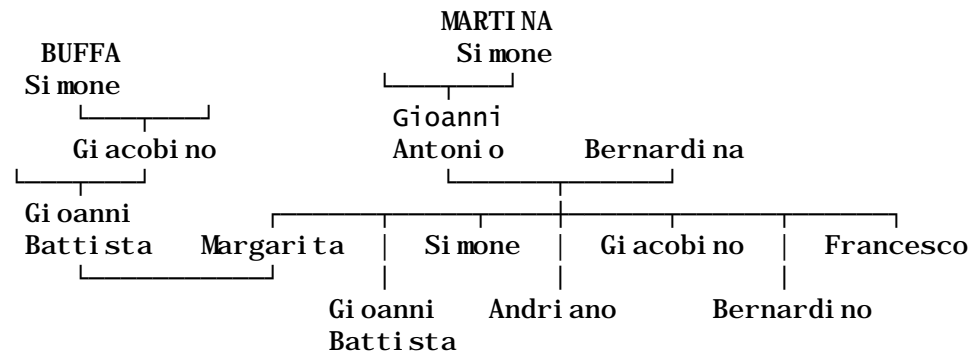 MARTINA
BUFFA Simone
Simone
Gioanni
Giacobino Antonio Bernardina
Gioanni
Battista Margarita Simone Giacobino Francesco
Gioanni Andriano Bernardino
Battista